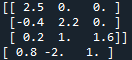 [[ 2.5  0.   0. ]
 [-0.4  2.2  0. ]
 [ 0.2  1.   1.6]]
[ 0.8 -2.   1. ]